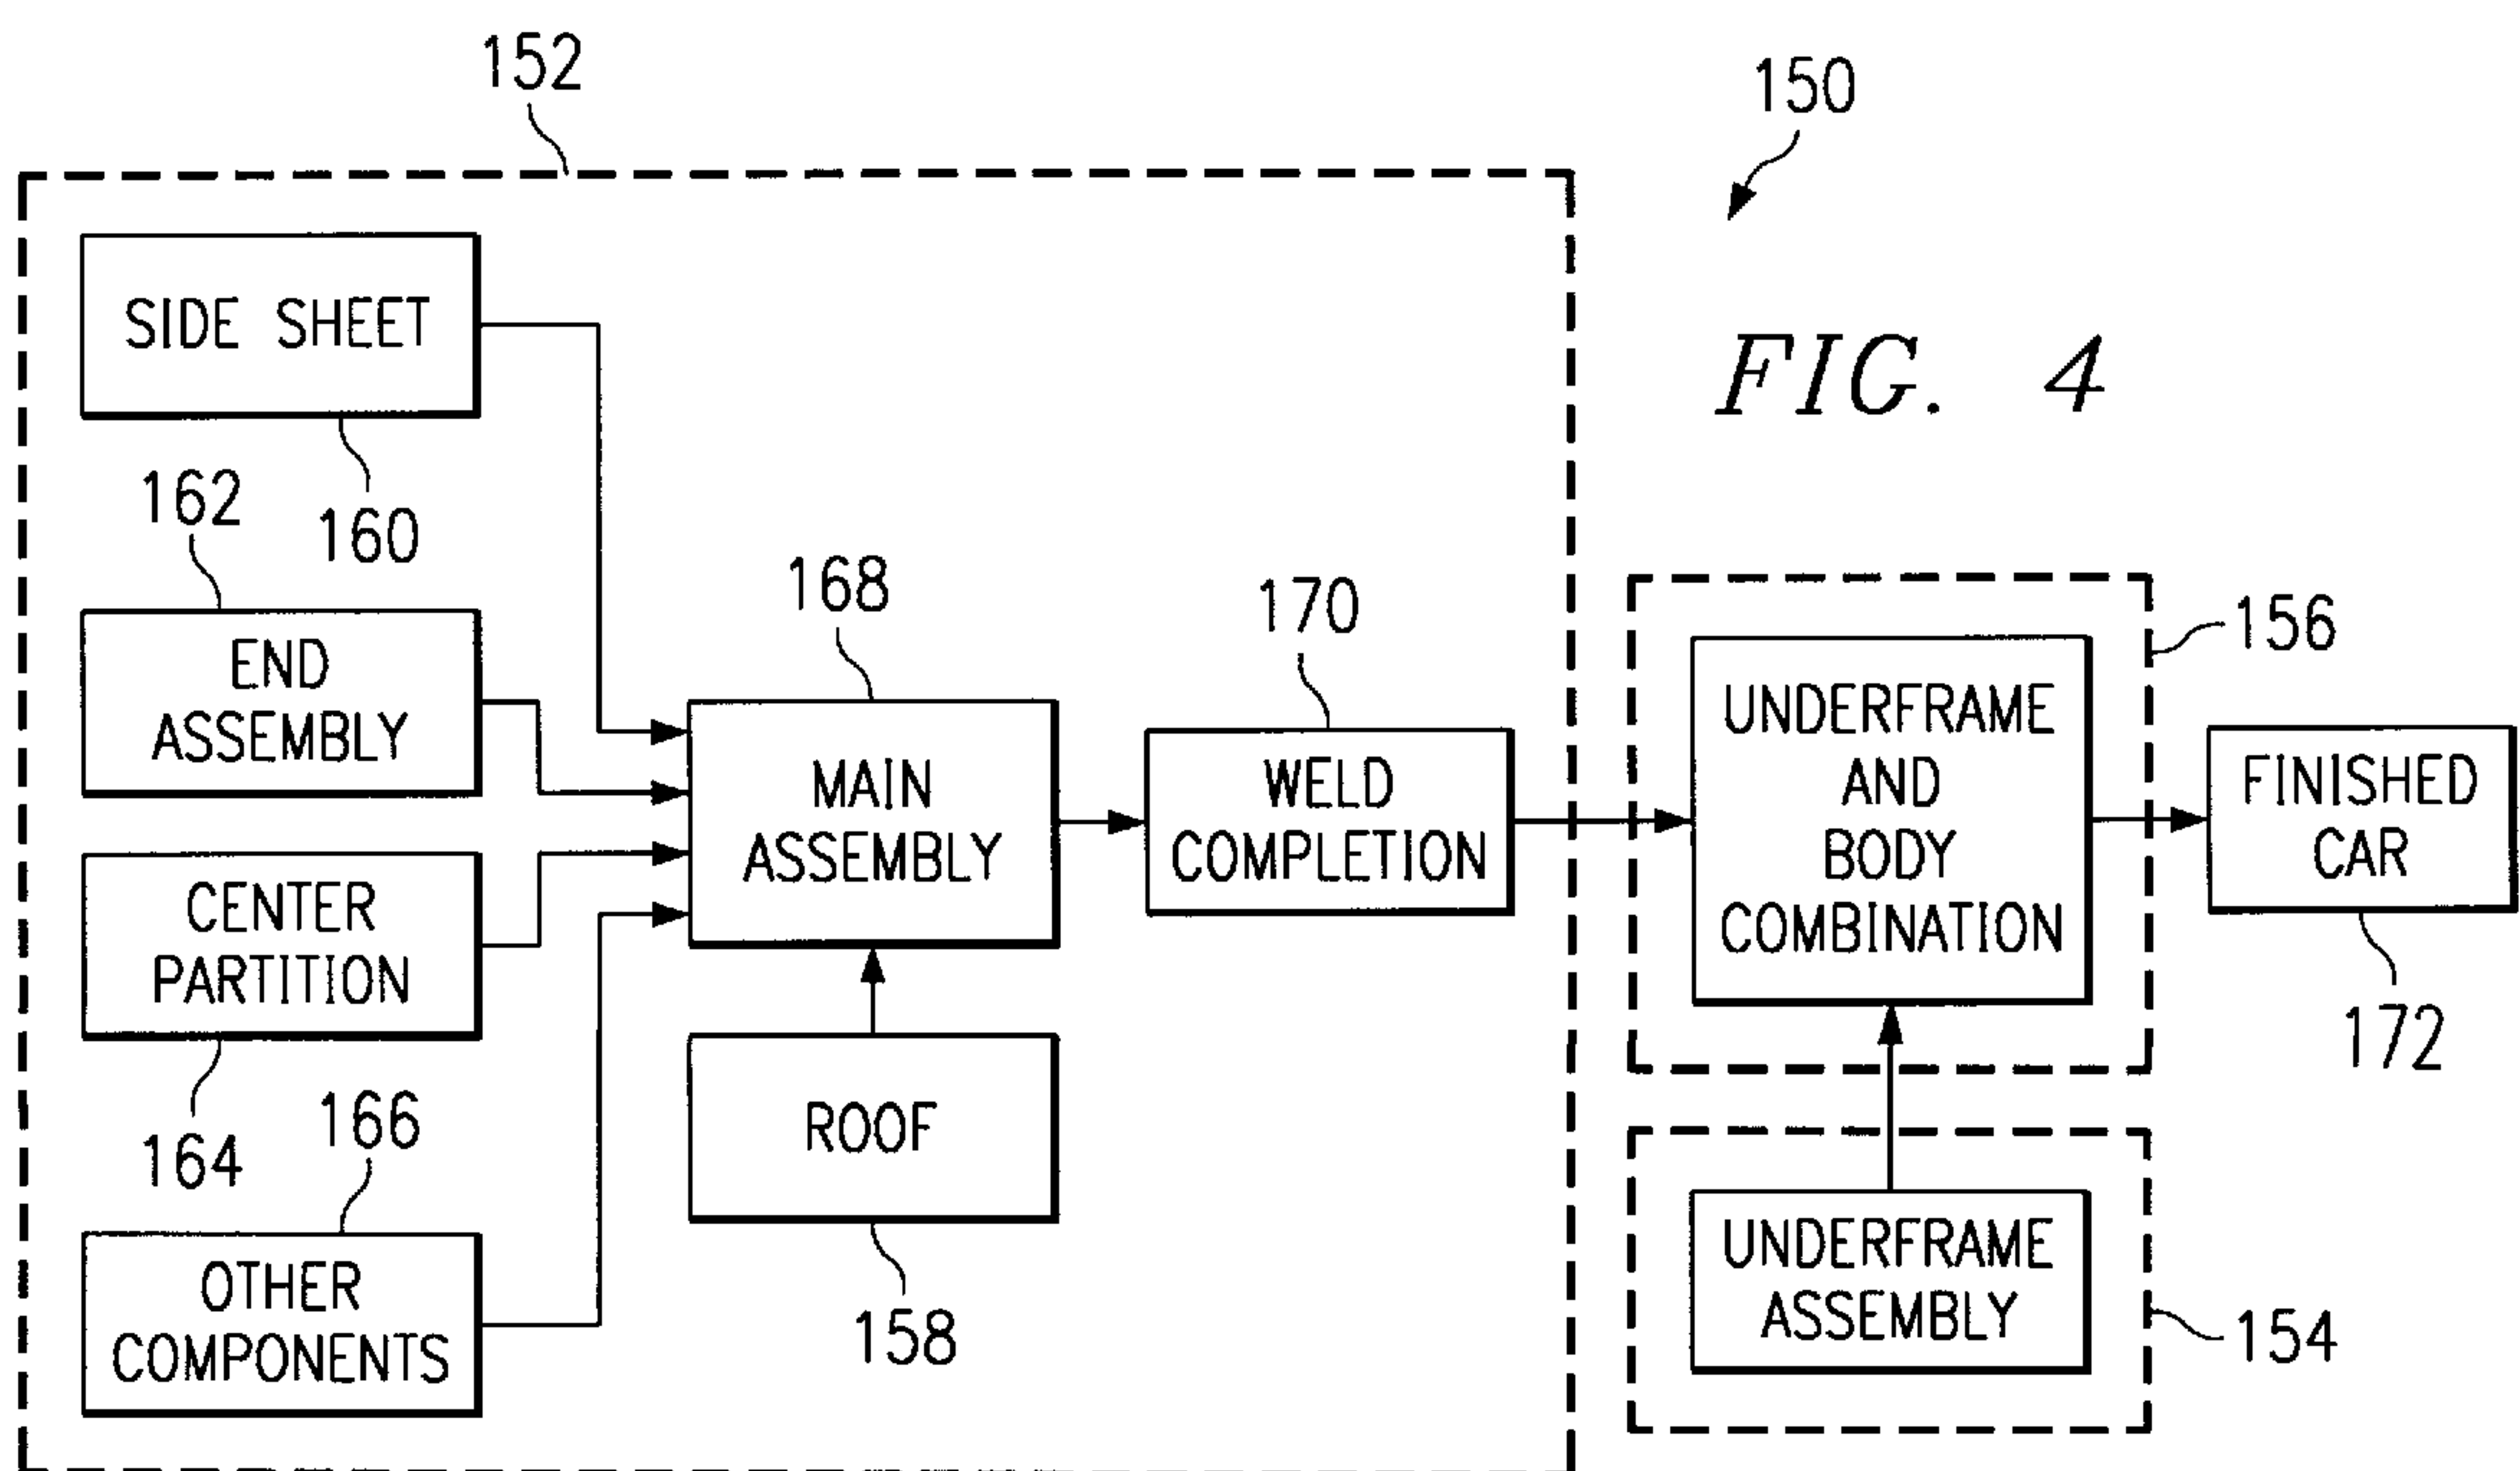 152
150
SIDE SHEET
FIG. 4
160
162
END
ASSEMBLY
168
170
156
MAIN
ASSEMBLY
WELD
COMPLETION
UNDERFRAME
AND
BODY
COMBINATION
FINISHED
CAR
172
CENTER
PARTITION
164
166
ROOF
158
OTHER
COMPONENTS
UNDERFRAME
ASSEMBLY
154